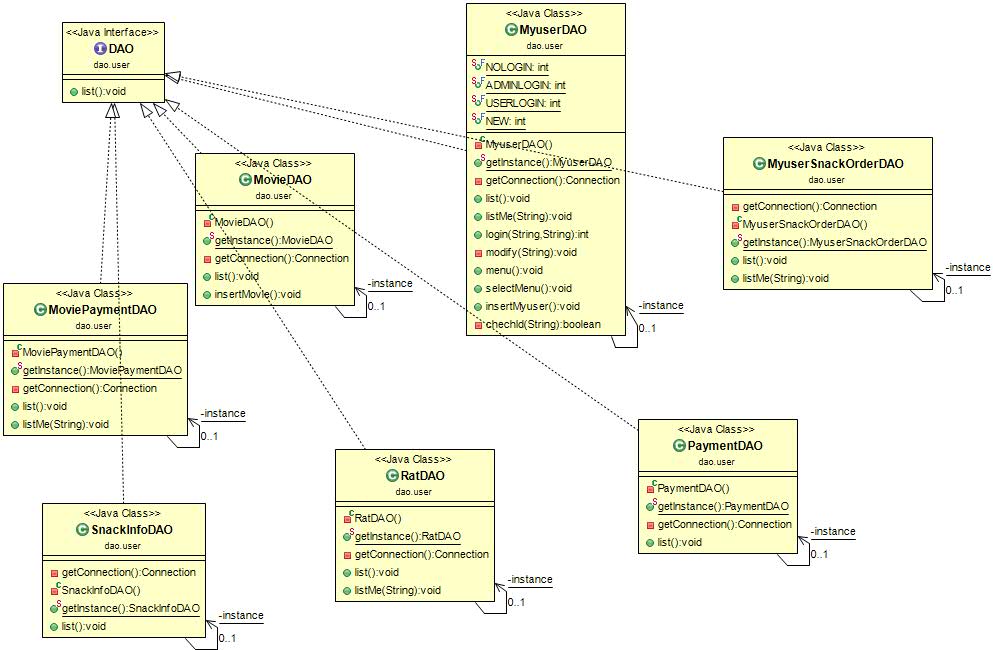 <<Java Interface>>
DAO
dao.user
list():void
<<Java Class>>
MyuserDAO
dao.user
NOLOGIN: int
ADMINLOGIN: int
USERLOGIN: int
NEW: int
MyuserDAO()
getInstance():MyuserDAO
getConnection():Connection
list():void
listMe(String):void
login(String,String):int
modify(String):void
menu():void
selectMenu():void
insertMyuser():void
chechId(String):boolean
-instance
0..1
<<Java Class>>
MyuserSnackOrderDAO
dao.user
getConnection():Connection
MyuserSnackOrderDAO()
getInstance():MyuserSnackOrderDAO
list():void
listMe(String):void
-instance
0..1
<<Java Class>>
MovieDAO
dao.user
MovieDAO()
getInstance():MovieDAO
getConnection():Connection
list():void
insertMovie():void
-instance
0..1
<<Java Class>>
MoviePaymentDAO
dao.user
MoviePaymentDAO()
getInstance():MoviePaymentDAO
getConnection():Connection
list():void
listMe(String):void
-instance
0..1
<<Java Class>>
RatDAO
dao.user
RatDAO()
getInstance():RatDAO
getConnection():Connection
list():void
listMe(String):void
-instance
0..1
<<Java Class>>
PaymentDAO
dao.user
PaymentDAO()
getInstance():PaymentDAO
getConnection():Connection
list():void
-instance
0..1
<<Java Class>>
SnackInfoDAO
dao.user
getConnection():Connection
SnackInfoDAO()
getInstance():SnackInfoDAO
list():void
-instance
0..1